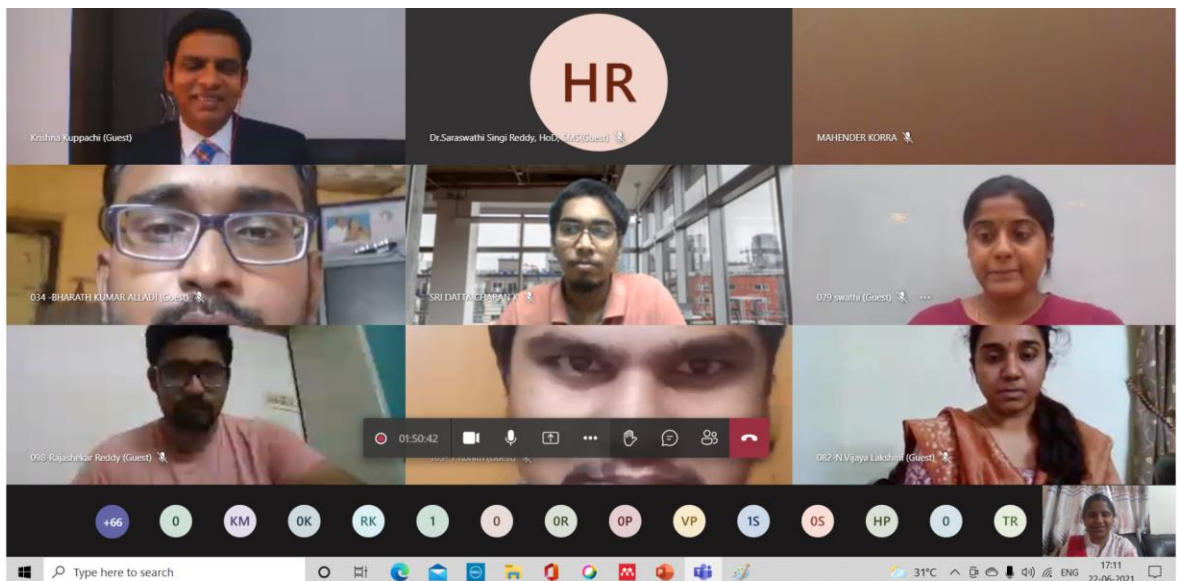 HR
Krishna Kuppachi (Guest)
Dr.Saraswathi Singi Reddy, HoD, SMS(Guest)
MAHENDER KORRA
034 -BHARATH KUMAR ALLADI (Guest)
SRI DATTA CHARAN K
079 swathi (Guest)
098-Rajashekar Reddy (Guest)
01:50:42
082-N.Vijaya Lakshmi (Guest)
+66 0 KM 0K RK 1 0 0R 0P VP 1S 0S HP 0 TR
Type here to search
31°C ENG 17:11
22-06-2021